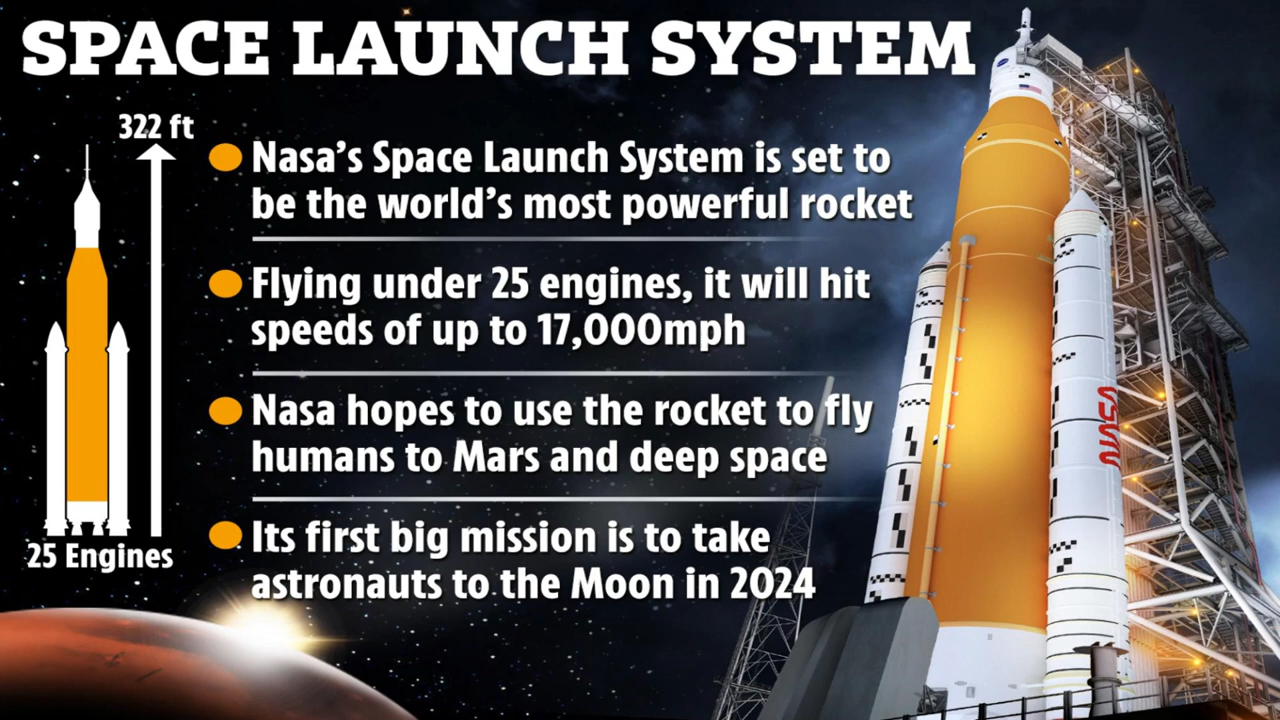 SPACE LAUNCH SYSTEM
322 ft
25 Engines
Nasa's Space Launch System is set to
be the world's most powerful rocket
Flying under 25 engines, it will hit
speeds of up to 17,000mph
Nasa hopes to use the rocket to fly
humans to Mars and deep space
Its first big mission is to take
astronauts to the Moon in 2024
NASA